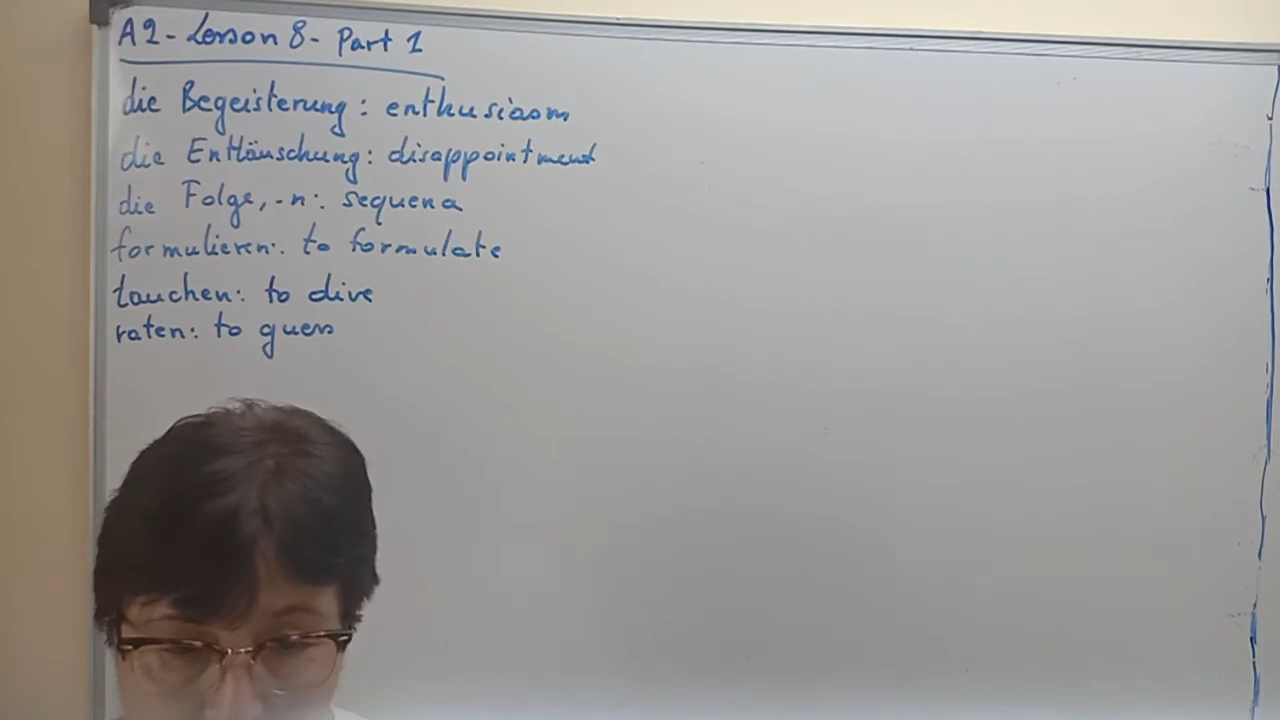 A2 - Lesson 8 - Part 1
die Begeisterung: enthusiasm
die Enttäuschung: disappointment
die Folge, -n: sequence
formulieren: to formulate
tauchen: to dive
raten: to guess